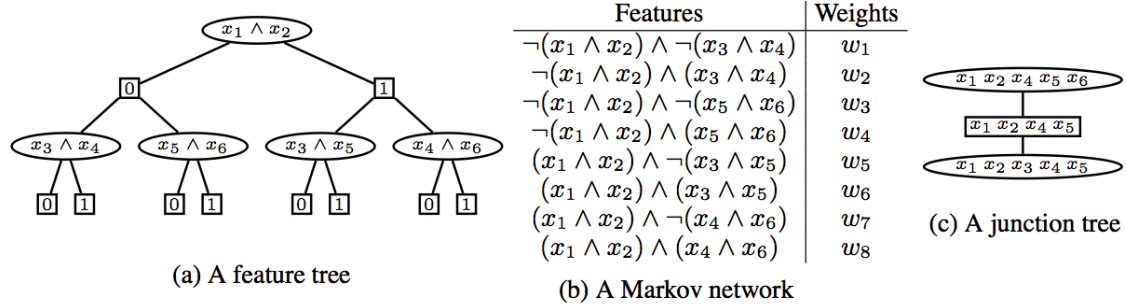 x₁ ∧ x₂
0 1
x₃ ∧ x₄ x₅ ∧ x₆ x₃ ∧ x₅ x₄ ∧ x₆
0 1 0 1 0 1 0 1
(a) A feature tree
Features Weights
¬(x₁ ∧ x₂) ∧ ¬(x₃ ∧ x₄) w₁
¬(x₁ ∧ x₂) ∧ (x₃ ∧ x₄) w₂
¬(x₁ ∧ x₂) ∧ ¬(x₅ ∧ x₆) w₃
¬(x₁ ∧ x₂) ∧ (x₅ ∧ x₆) w₄
(x₁ ∧ x₂) ∧ ¬(x₃ ∧ x₅) w₅
(x₁ ∧ x₂) ∧ (x₃ ∧ x₅) w₆
(x₁ ∧ x₂) ∧ ¬(x₄ ∧ x₆) w₇
(x₁ ∧ x₂) ∧ (x₄ ∧ x₆) w₈
(b) A Markov network
x₁ x₂ x₄ x₅ x₆
x₁ x₂ x₄ x₅
x₁ x₂ x₃ x₄ x₅
(c) A junction tree